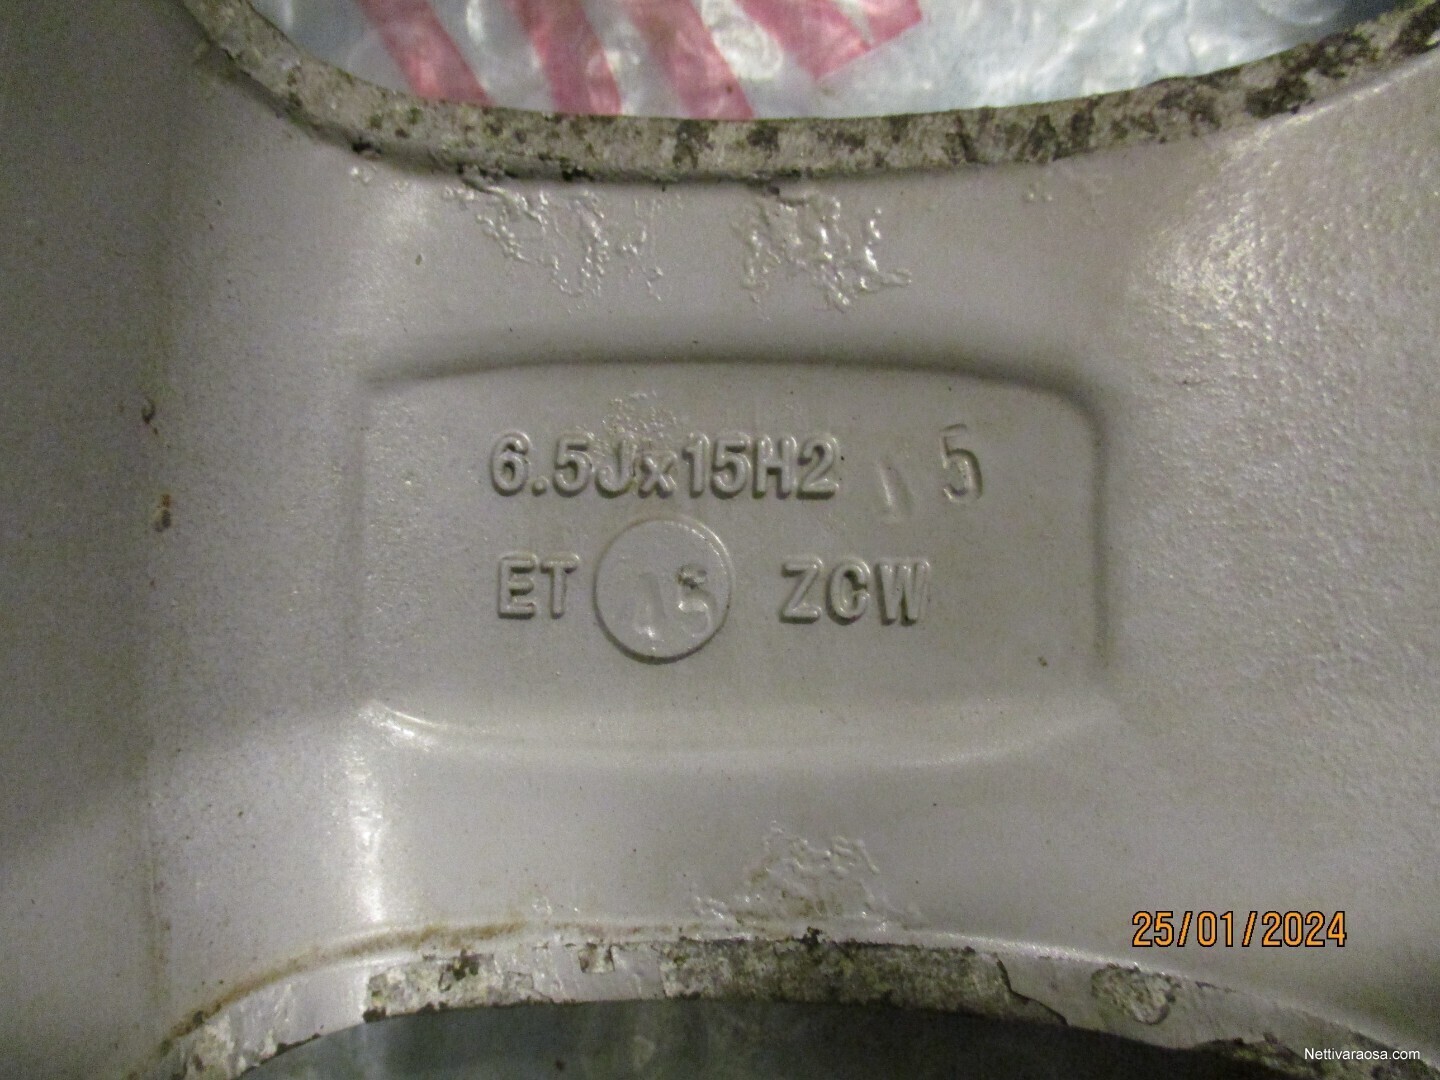 6.5Jx15H2 5
ET ZCW
25/01/2024
Nettivaraosa.com